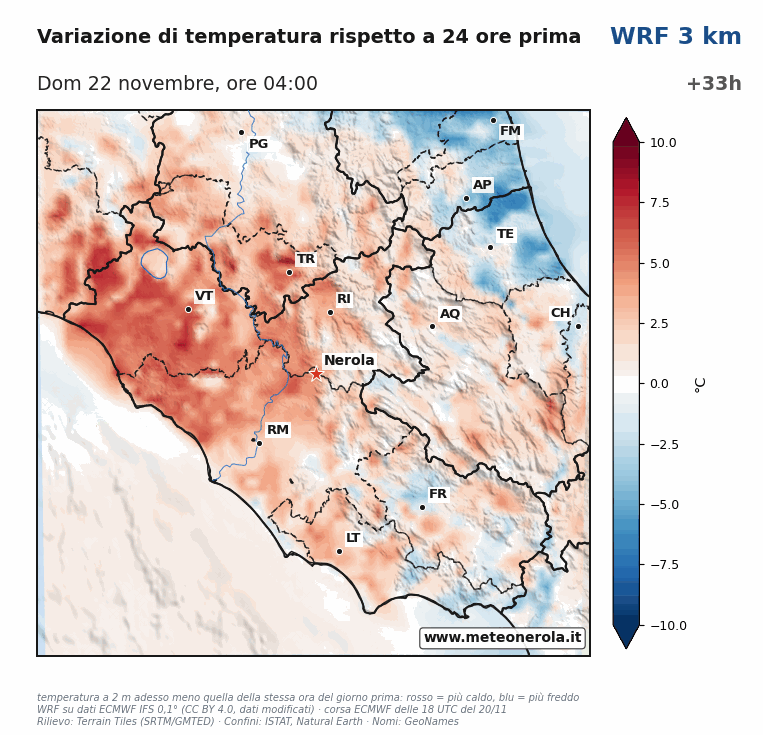 Variazione di temperatura rispetto a 24 ore prima
WRF 3 km
Dom 22 novembre, ore 04:00
+33h
PG
FM
AP
TE
TR
VT
RI
AQ
CH.
Nerola
RM
FR
LT
www.meteonerola.it
10.0
7.5
5.0
2.5
0.0
−2.5
−5.0
−7.5
−10.0
°C
temperatura a 2 m adesso meno quella della stessa ora del giorno prima: rosso = più caldo, blu = più freddo
WRF su dati ECMWF IFS 0,1° (CC BY 4.0, dati modificati) · corsa ECMWF delle 18 UTC del 20/11
Rilievo: Terrain Tiles (SRTM/GMTED) · Confini: ISTAT, Natural Earth · Nomi: GeoNames